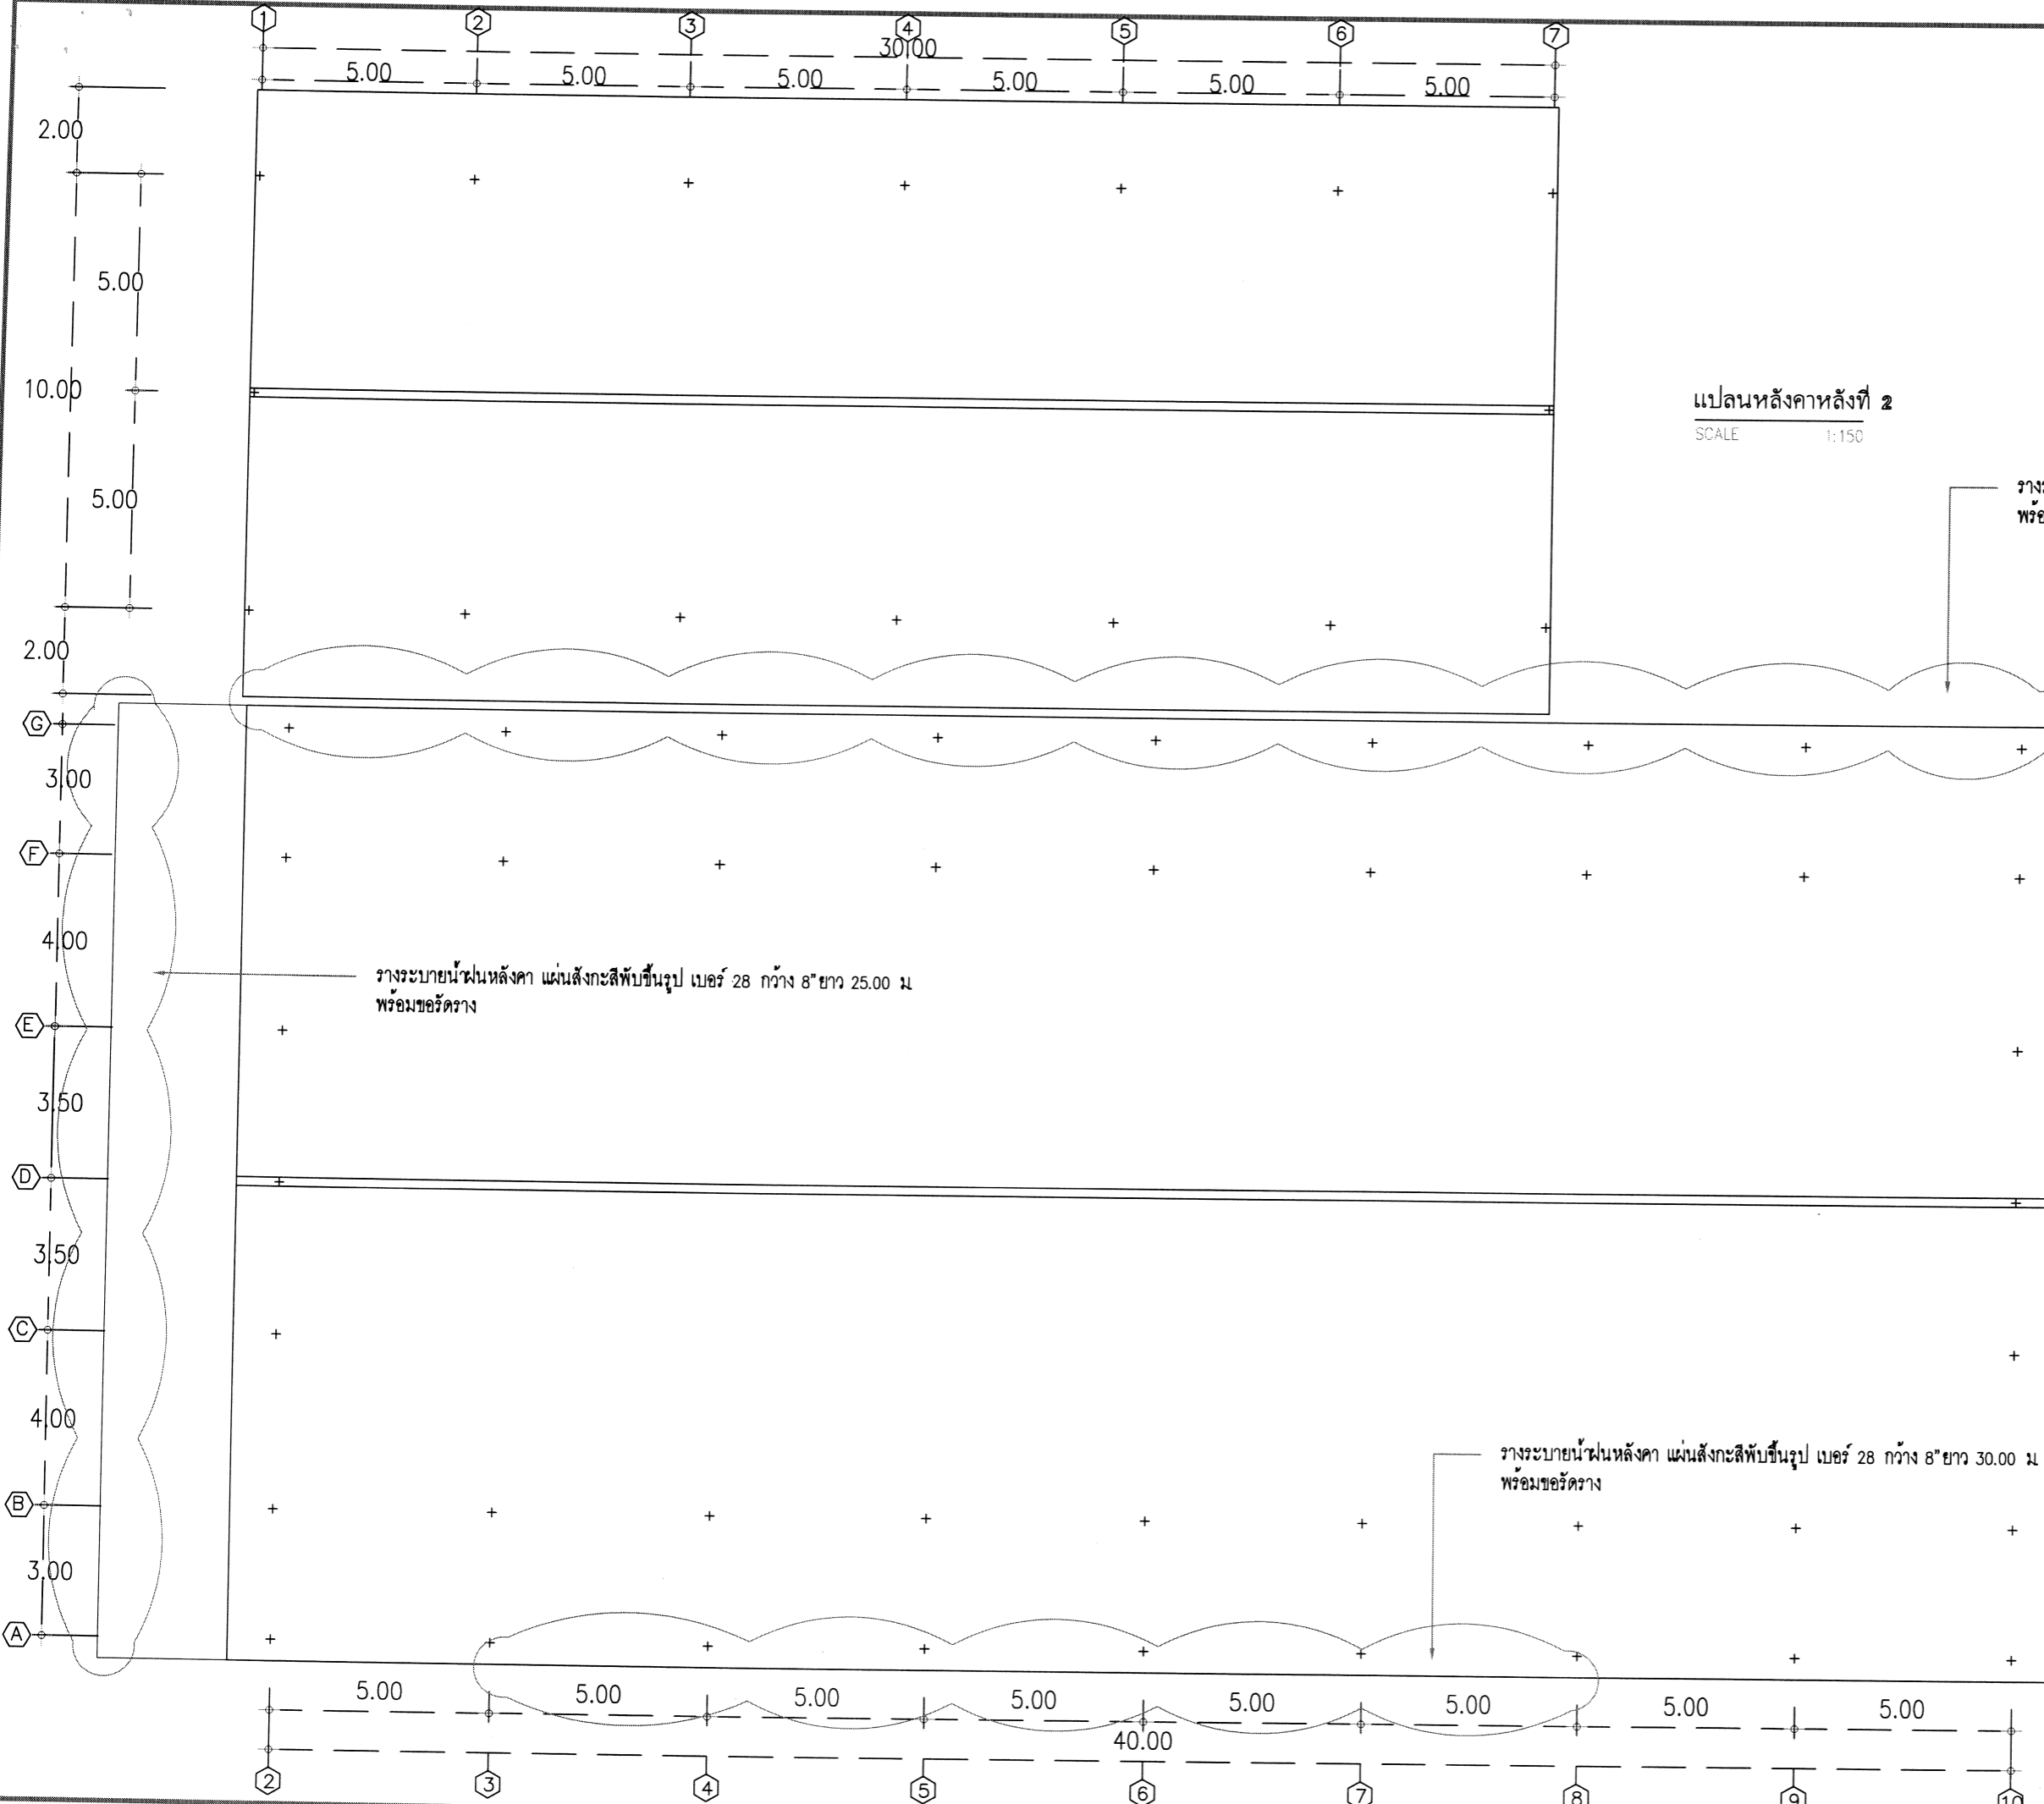 1 2 3 4 5 6 7
30.00
5.00 5.00 5.00 5.00 5.00 5.00
2.00
5.00
10.00
แปลนหลังคาหลังที่
SCALE 1:150
5.00
2.00
G
3.00
F
4.00
รางระบายน้ำฝนหลังคา แผ่นสังกะสีพับขึ้นรูป เบอร์ 28 กว้าง 8" ยาว 25.00 ม
พร้อมขอรัดราง
E
3.50
D
3.50
C
4.00
รางระบายน้ำฝนหลังคา แผ่นสังกะสีพับขึ้นรูป เบอร์ 28 กว้าง 8" ยาว 30.00 ม
พร้อมขอรัดราง
B
3.00
A
5.00 5.00 5.00 5.00 5.00 5.00 5.00 5.00
40.00
2 3 4 5 6 7 8 9 10